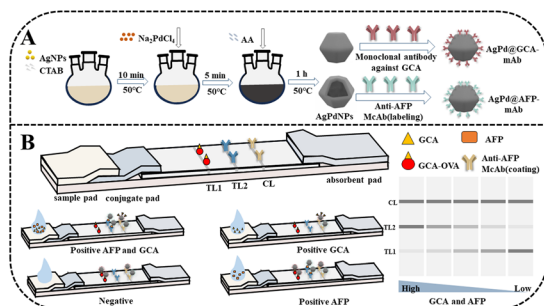 A
Na₂PdCl₄
AA
AgNPs
CTAB
10 min
50℃
5 min
50℃
1 h
50℃
Monoclonal antibody
against GCA
AgPd@GCA-
mAb
AgPdNPs
Anti-AFP
McAb(labeling)
AgPd@AFP-
mAb
B
sample pad
conjugate pad
TL1
TL2
CL
absorbent pad
GCA
AFP
GCA-OVA
Anti-AFP
McAb(coating)
Positive AFP and GCA
Positive GCA
Negative
Positive AFP
CL
TL2
TL1
High
Low
GCA and AFP